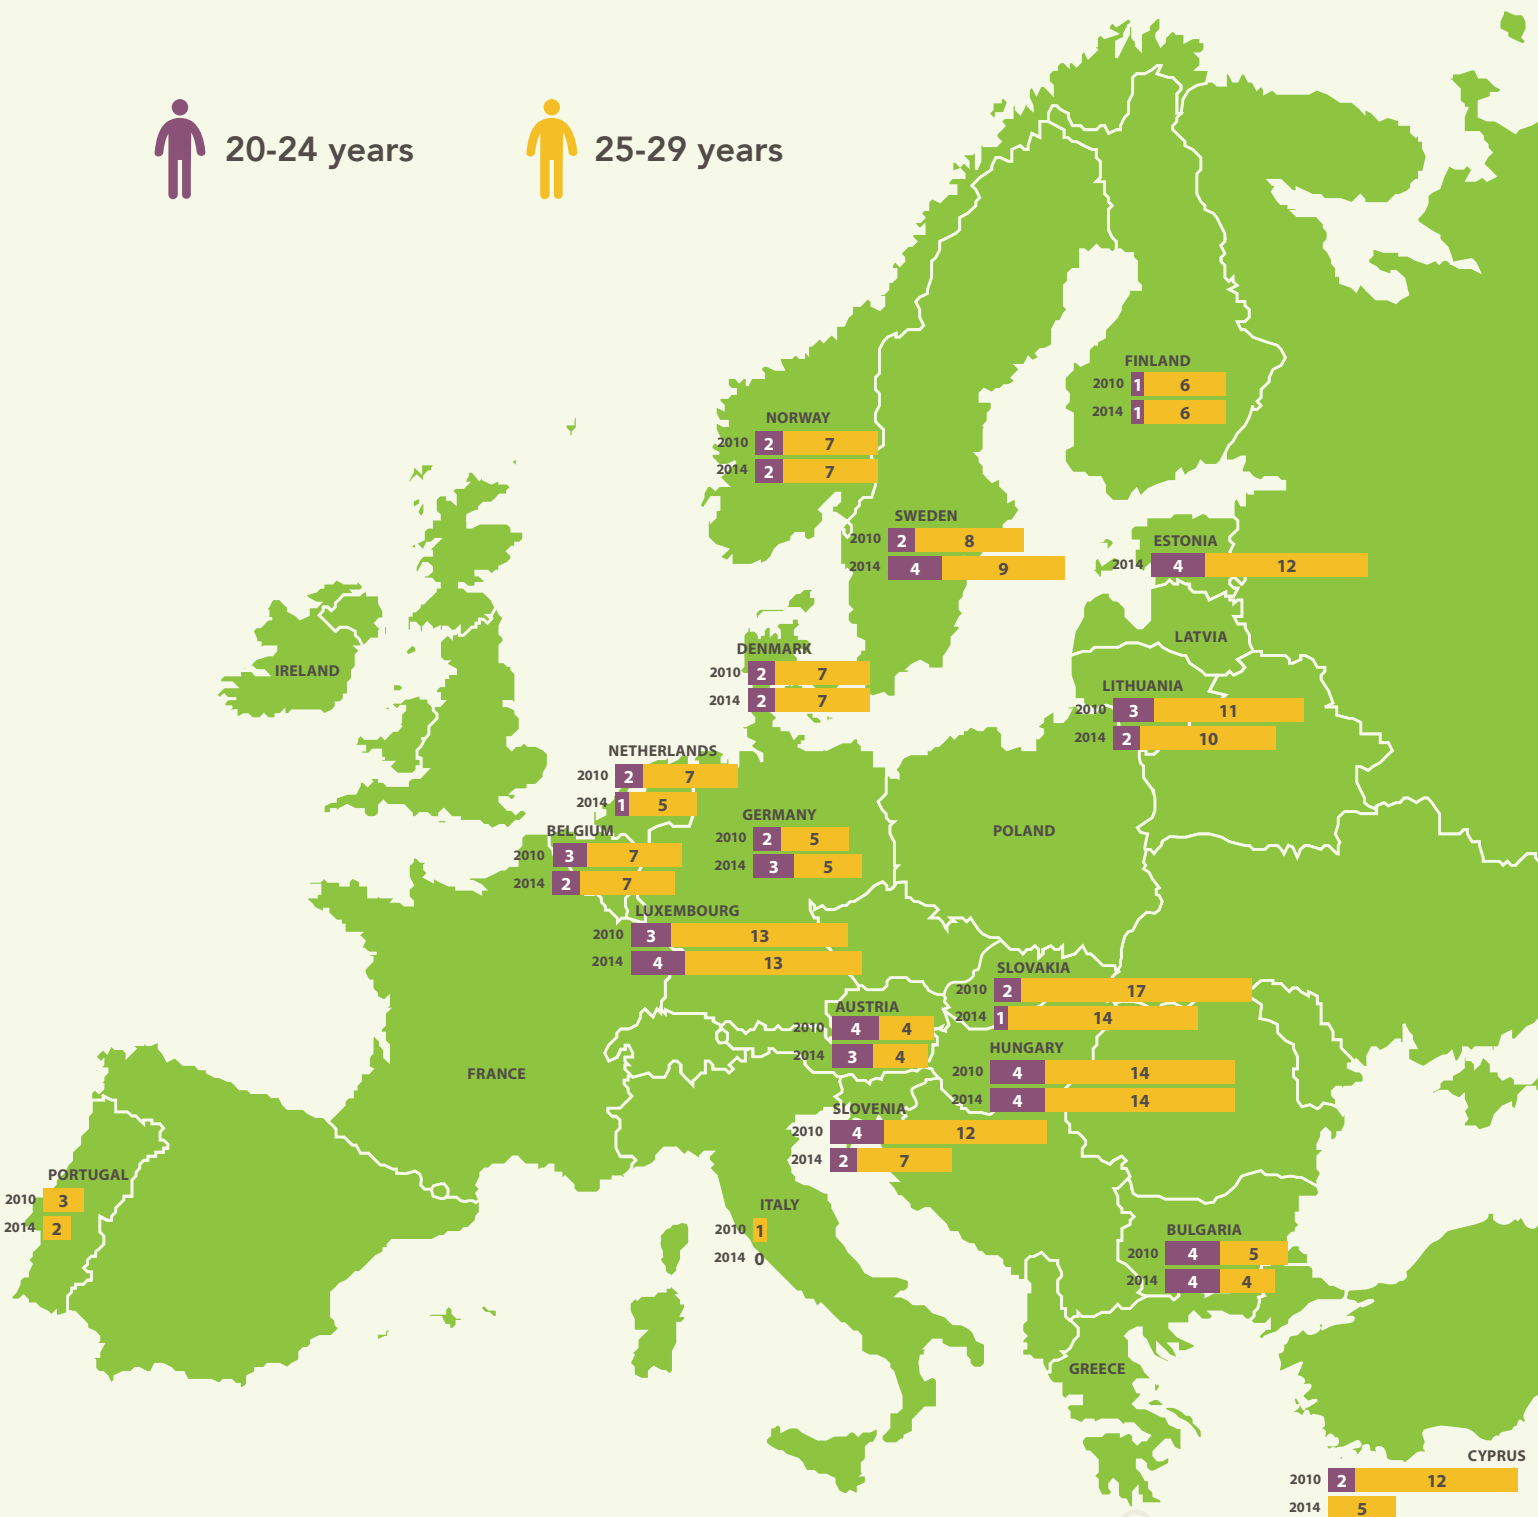 20-24 years
25-29 years
FINLAND
2010 1 6
2014 1 6
NORWAY
2010 2 7
2014 2 7
SWEDEN
2010 2 8
2014 4 9
ESTONIA
2014 4 12
LATVIA
IRELAND
DENMARK
2010 2 7
2014 2 7
LITHUANIA
2010 3 11
2014 2 10
NETHERLANDS
2010 2 7
2014 1 5
GERMANY
2010 2 5
2014 3 5
POLAND
BELGIUM
2010 3 7
2014 2 7
LUXEMBOURG
2010 3 13
2014 4 13
SLOVAKIA
2010 2 17
2014 1 14
AUSTRIA
2010 4 4
2014 3 4
HUNGARY
2010 4 14
2014 4 14
FRANCE
SLOVENIA
2010 4 12
2014 2 7
PORTUGAL
2010 3
2014 2
ITALY
2010 1
2014 0
BULGARIA
2010 4 5
2014 4 4
GREECE
CYPRUS
2010 2 12
2014 5